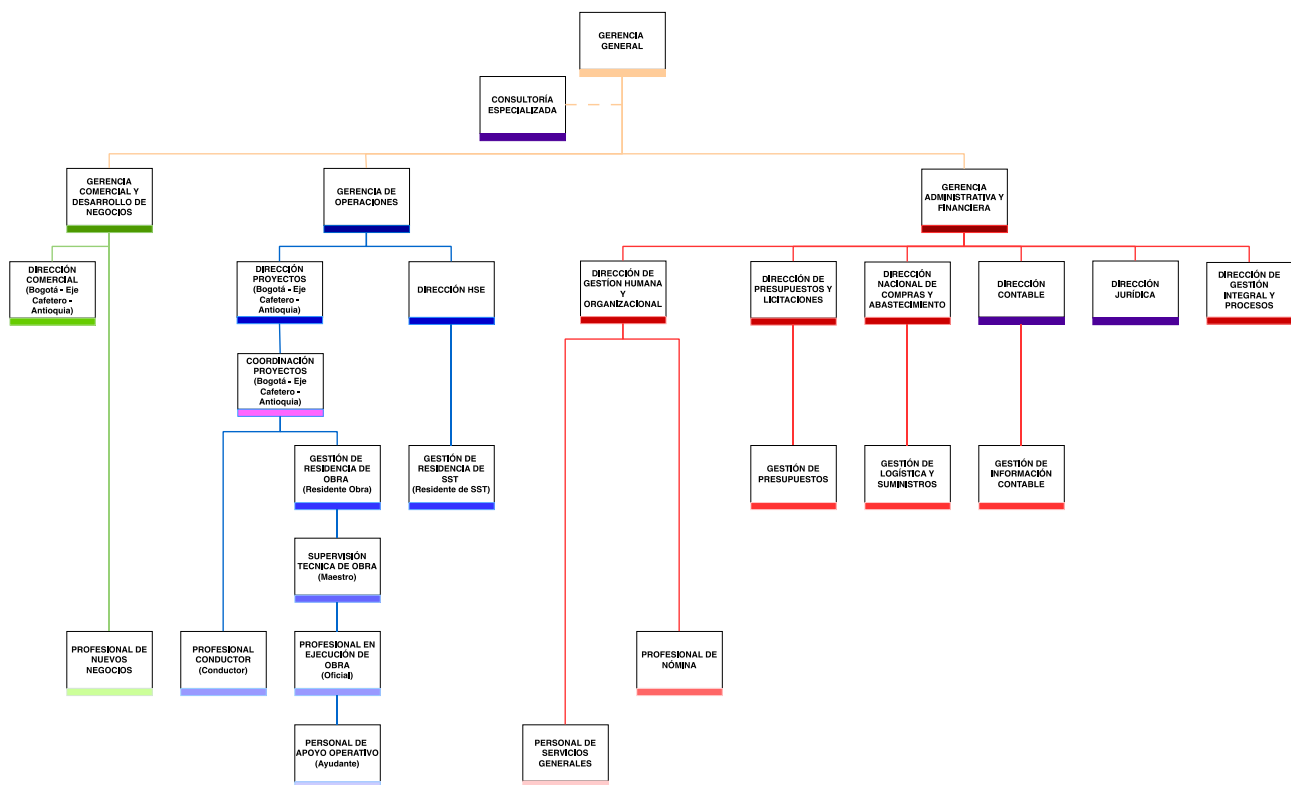 GERENCIA
GENERAL
CONSULTORÍA
ESPECIALIZADA
GERENCIA
COMERCIAL Y
DESARROLLO DE
NEGOCIOS
GERENCIA DE
OPERACIONES
GERENCIA
ADMINISTRATIVA Y
FINANCIERA
DIRECCIÓN
COMERCIAL
(Bogotá - Eje
Cafetero -
Antioquia)
DIRECCIÓN
PROYECTOS
(Bogotá - Eje
Cafetero -
Antioquia)
DIRECCIÓN HSE
DIRECCIÓN DE
GESTÍON HUMANA
Y
ORGANIZACIONAL
DIRECCIÓN DE
PRESUPUESTOS Y
LICITACIONES
DIRECCIÓN
NACIONAL DE
COMPRAS Y
ABASTECIMIENTO
DIRECCIÓN
CONTABLE
DIRECCIÓN
JURÍDICA
DIRECCIÓN DE
GESTIÓN
INTEGRAL Y
PROCESOS
COORDINACIÓN
PROYECTOS
(Bogotá - Eje
Cafetero -
Antioquia)
GESTIÓN DE
RESIDENCIA DE
OBRA
(Residente Obra)
GESTIÓN DE
RESIDENCIA DE
SST
(Residente de SST)
GESTIÓN DE
PRESUPUESTOS
GESTIÓN DE
LOGÍSTICA Y
SUMINISTROS
GESTIÓN DE
INFORMACIÓN
CONTABLE
SUPERVISIÓN
TECNICA DE OBRA
(Maestro)
PROFESIONAL DE
NUEVOS
NEGOCIOS
PROFESIONAL
CONDUCTOR
(Conductor)
PROFESIONAL EN
EJECUCIÓN DE
OBRA
(Oficial)
PROFESIONAL DE
NÓMINA
PERSONAL DE
APOYO OPERATIVO
(Ayudante)
PERSONAL DE
SERVICIOS
GENERALES